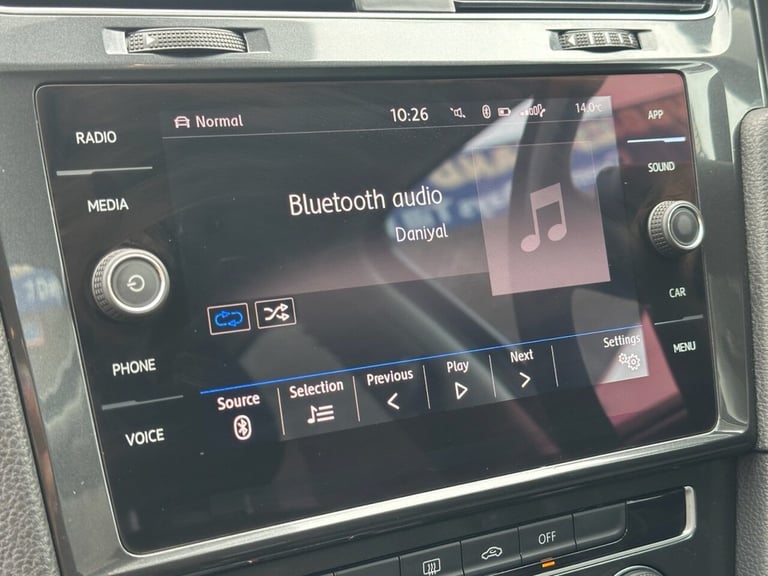 RADIO
MEDIA
PHONE
VOICE
Normal
10:26
14.0°C
Bluetooth audio
Daniyal
Source
Selection
Previous
Play
Next
Settings
APP
SOUND
CAR
MENU
OFF